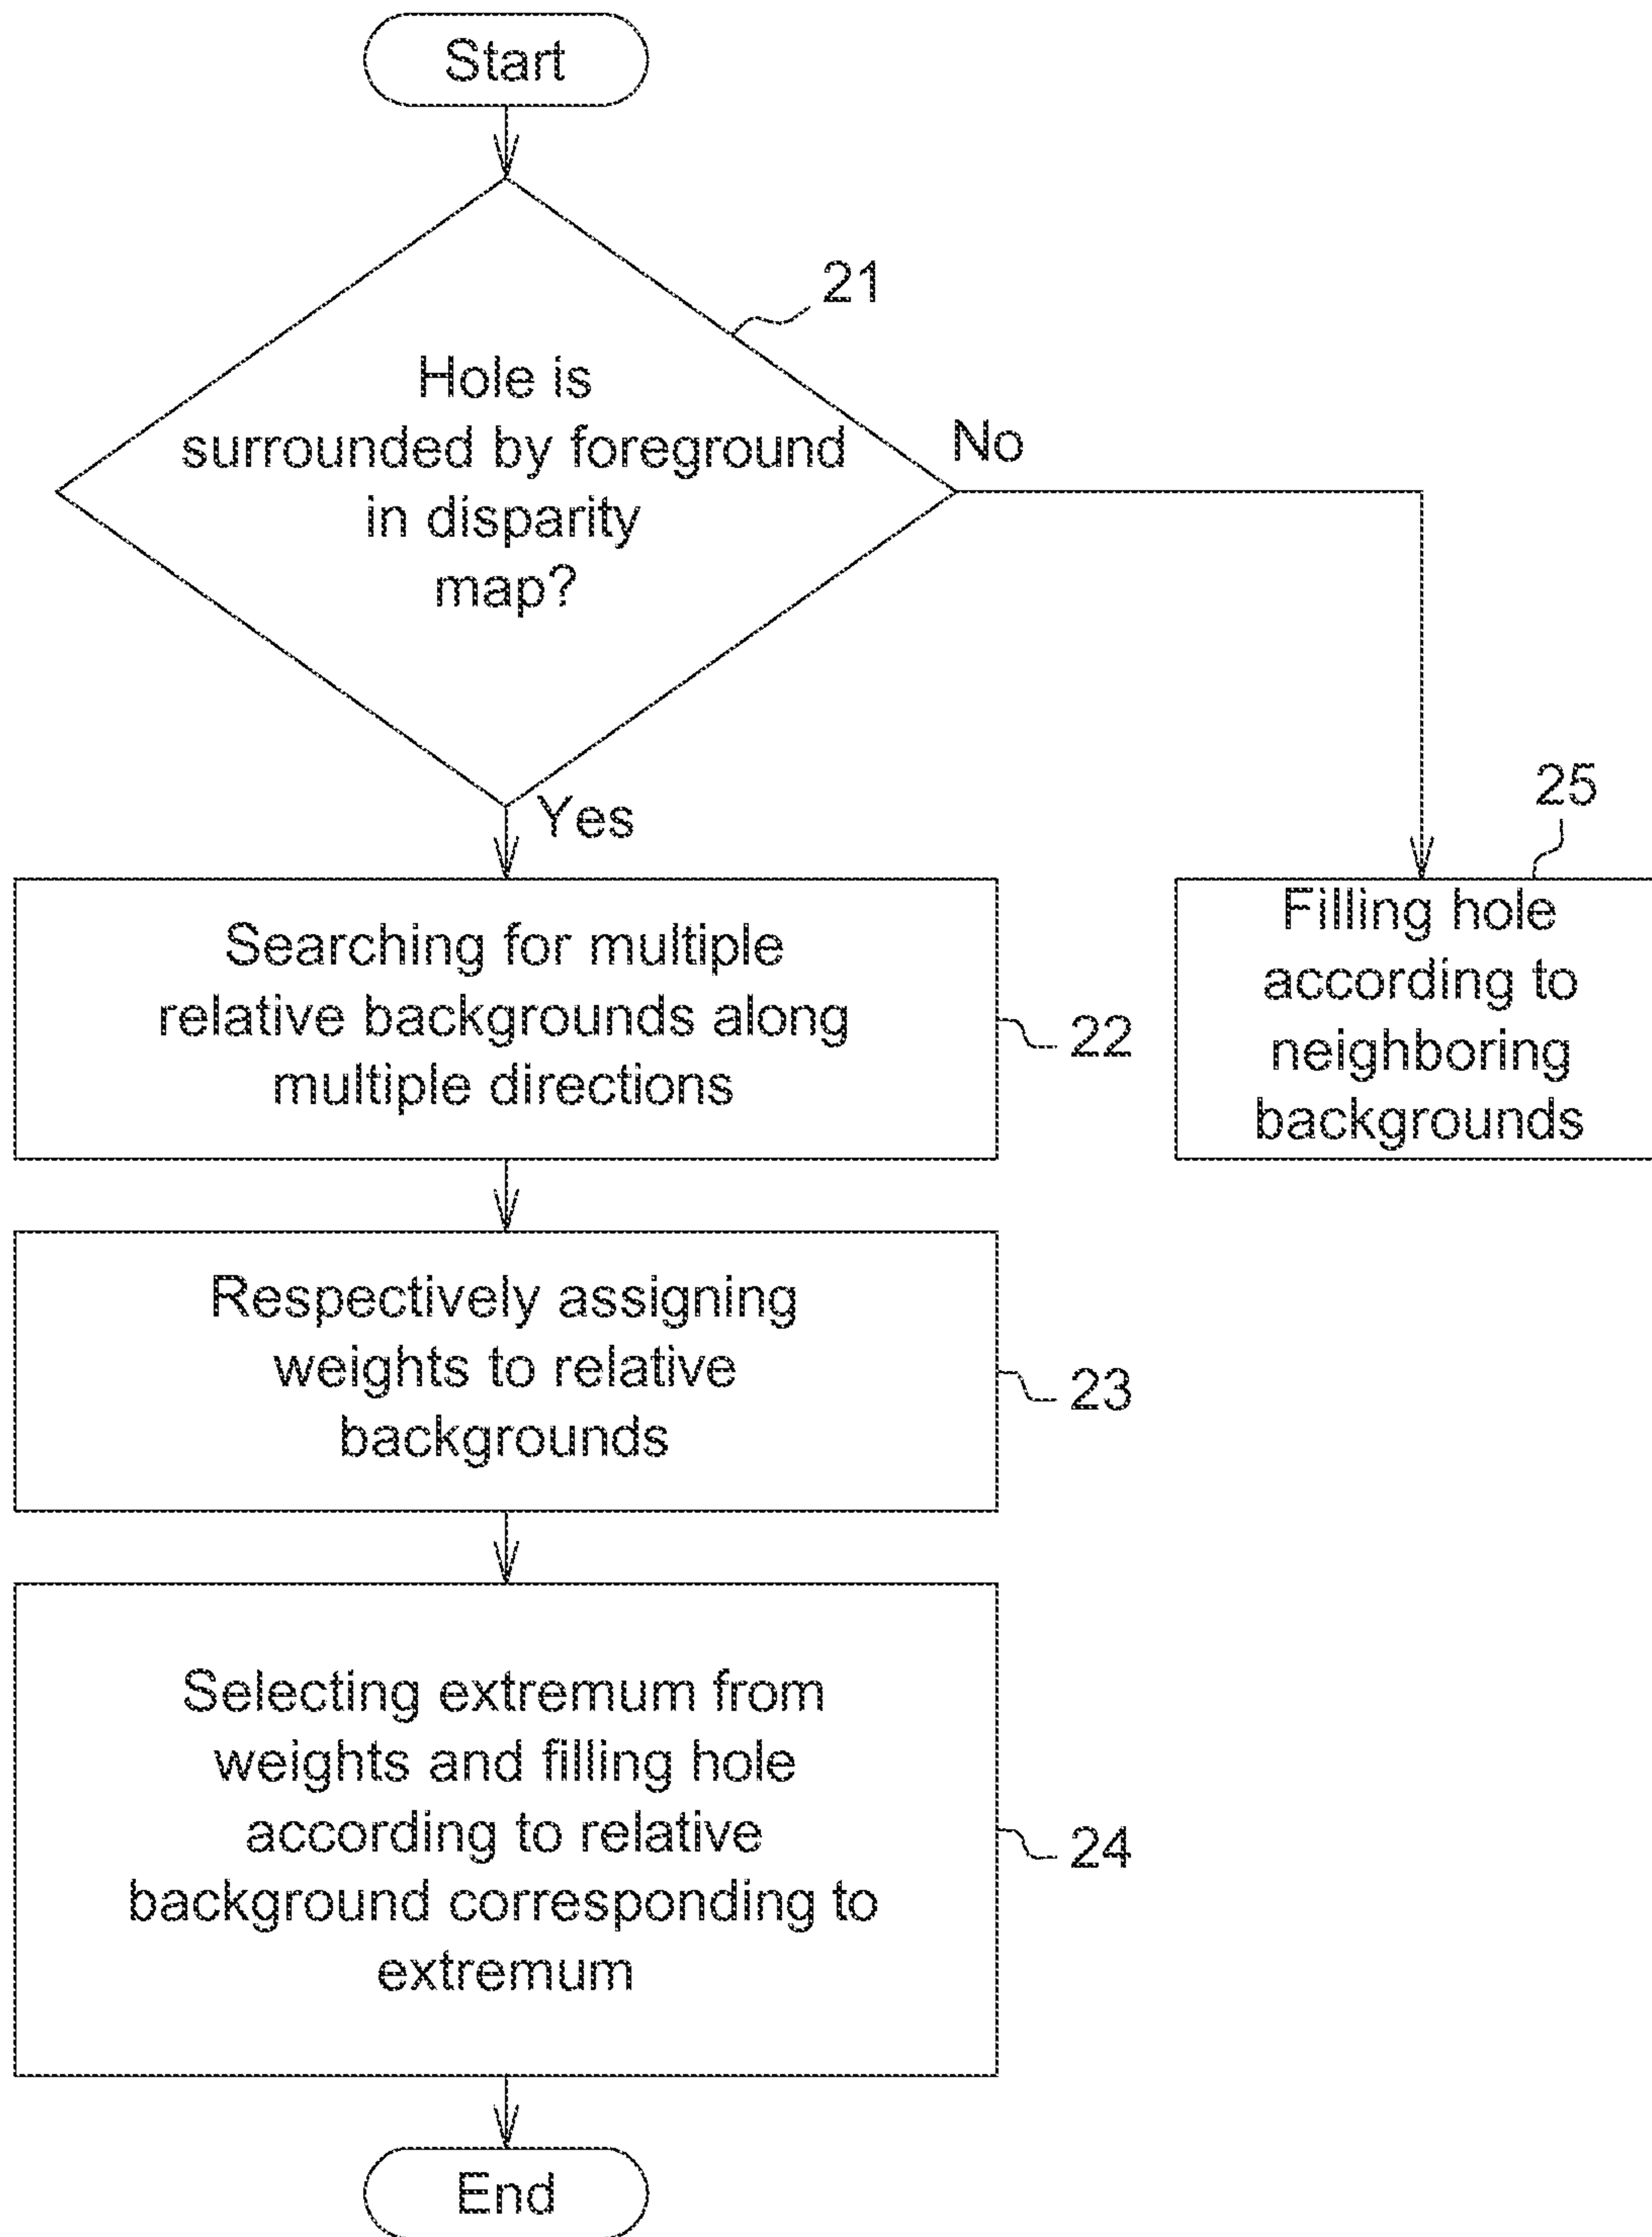 Start
21
Hole is
surrounded by foreground
in disparity
map?
No
Yes
25
Searching for multiple
relative backgrounds along
multiple directions
22
Filling hole
according to
neighboring
backgrounds
Respectively assigning
weights to relative
backgrounds
23
Selecting extremum from
weights and filling hole
according to relative
background corresponding to
extremum
24
End